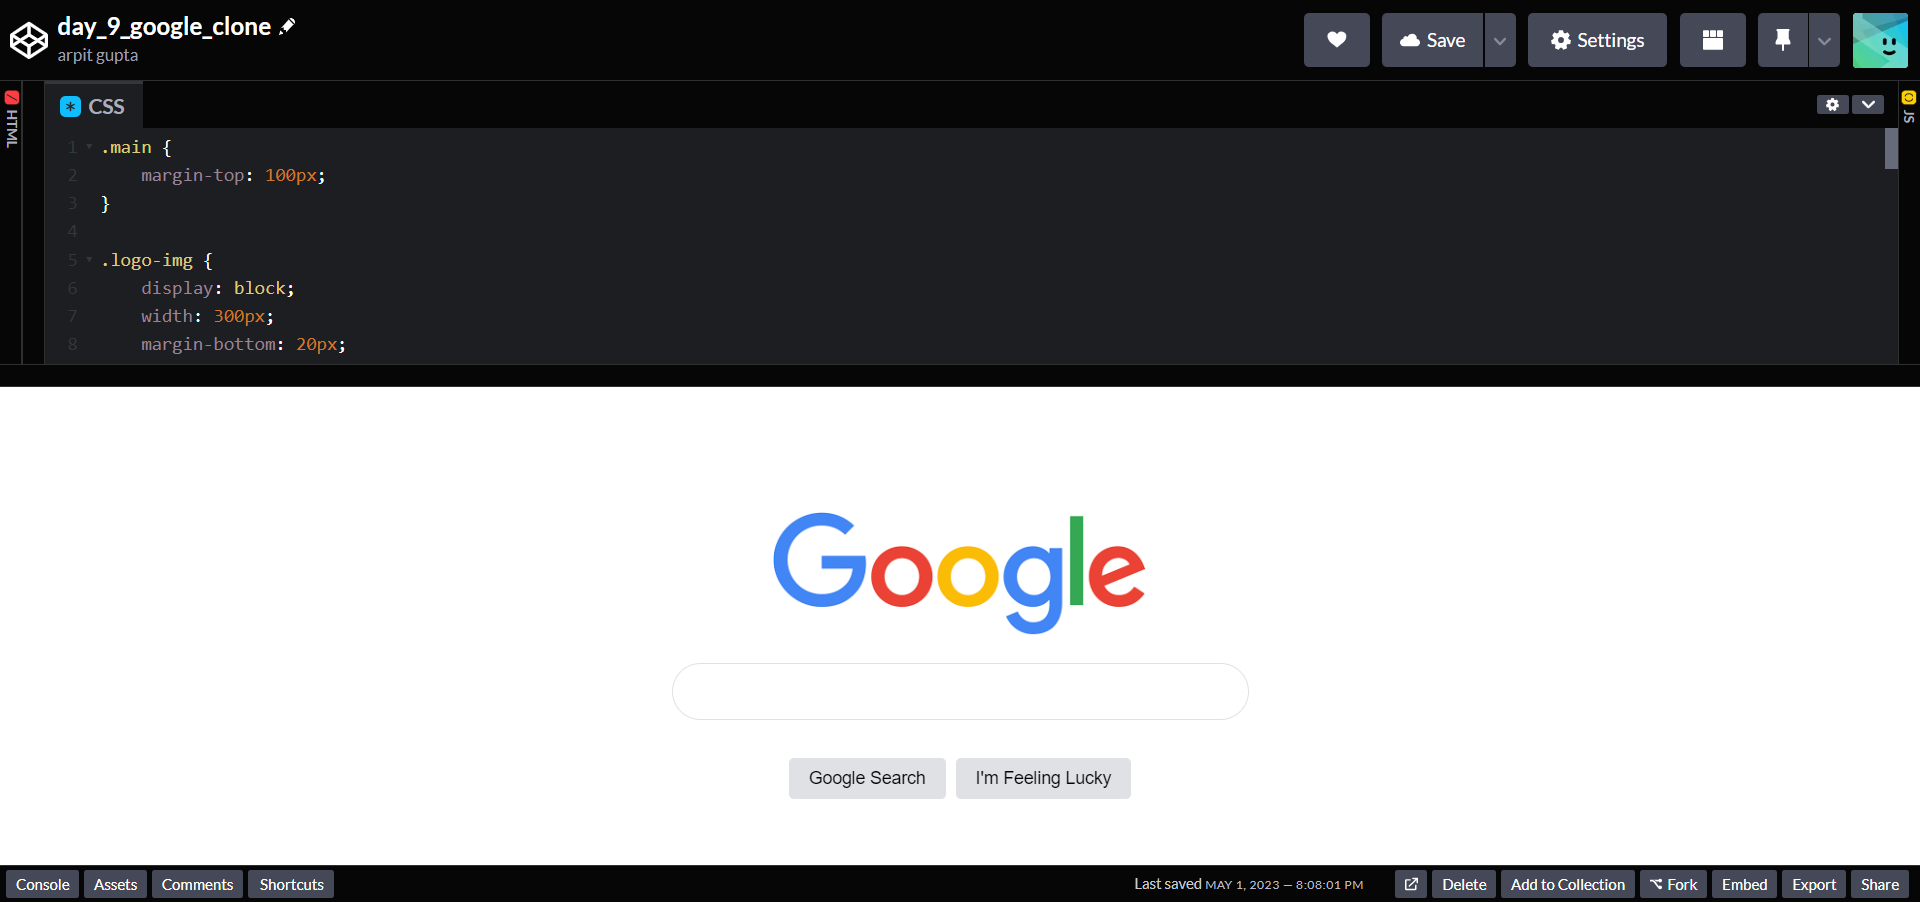 day_9_google_clone
arpit gupta
Save
Settings
HTML
CSS
JS
1 .main {
2 margin-top: 100px;
3 }
4
5 .logo-img {
6 display: block;
7 width: 300px;
8 margin-bottom: 20px;
Google
Google Search I'm Feeling Lucky
Console Assets Comments Shortcuts Last saved MAY 1, 2023 — 8:08:01 PM Delete Add to Collection Fork Embed Export Share